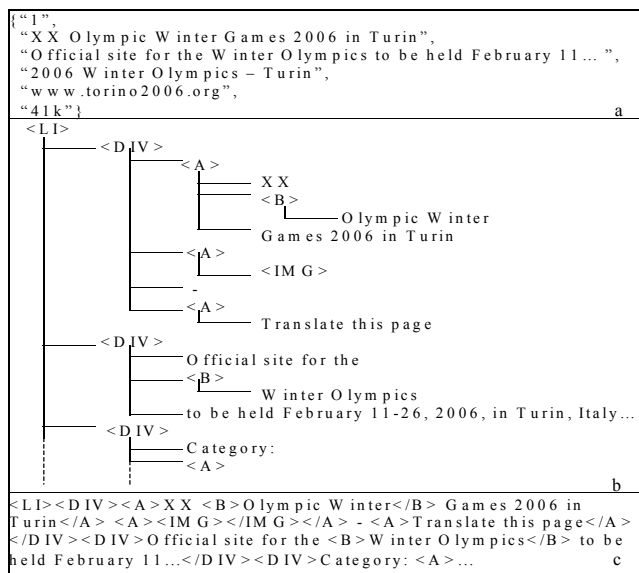 {“1”,
“XX Olympic Winter Games XX in Turin”,
“Official site for the Winter Olympics to be held February 11… ”,
“2006 Winter Olympics – Turin”,
“www.torino2006.org”,
“41k”}
a
<LI>
<DIV>
<A>
XX
<B>
Olympic Winter
Games 2006 in Turin
<A>
<IMG>
-
<A>
Translate this page
<DIV>
Official site for the
<B>
Winter Olympics
to be held February 11-26, 2006, in Turin, Italy…
<DIV>
Category:
<A>
b
<LI><DIV><A>XX <B>Olympic Winter</B> Games 2006 in
Turin</A> <A><IMG></IMG></A> - <A>Translate this page</A>
</DIV><DIV>Official site for the <B>Winter Olympics</B> to be
held February 11…</DIV><DIV>Category: <A>…
c